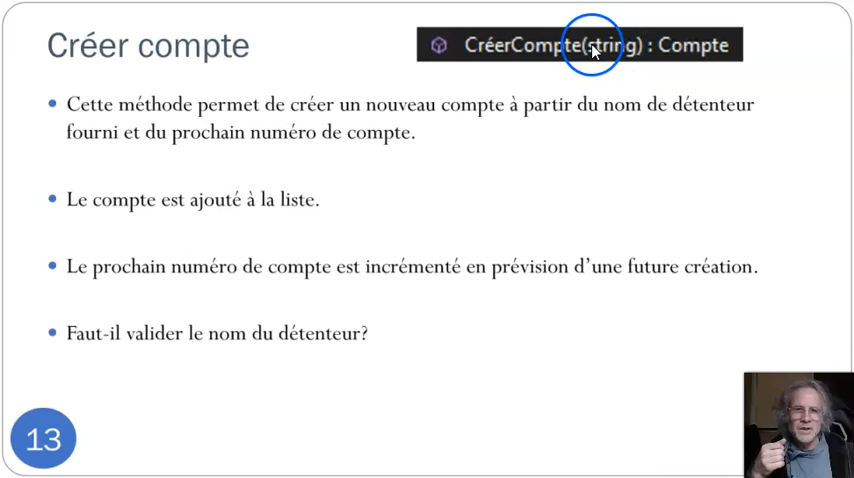 Créer compte
CréerCompte(string) : Compte
• Cette méthode permet de créer un nouveau compte à partir du nom de détenteur
fourni et du prochain numéro de compte.
• Le compte est ajouté à la liste.
• Le prochain numéro de compte est incrémenté en prévision d’une future création.
• Faut-il valider le nom du détenteur?
13